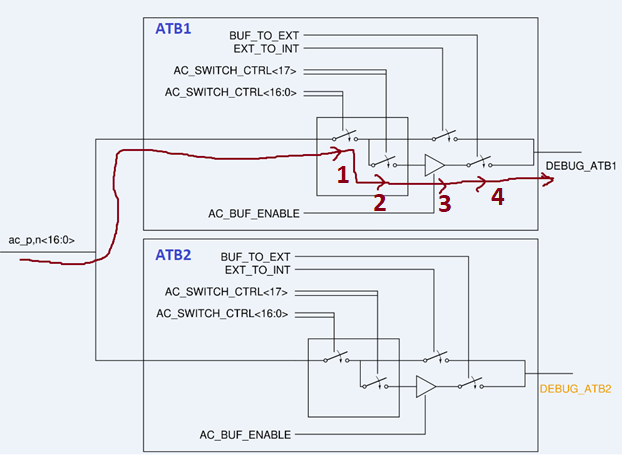 ATB1
BUF_TO_EXT
EXT_TO_INT
AC_SWITCH_CTRL<17>
AC_SWITCH_CTRL<16:0>
DEBUG_ATB1
1
2
3
4
AC_BUF_ENABLE
ac_p,n<16:0>
ATB2
BUF_TO_EXT
EXT_TO_INT
AC_SWITCH_CTRL<17>
AC_SWITCH_CTRL<16:0>
DEBUG_ATB2
AC_BUF_ENABLE